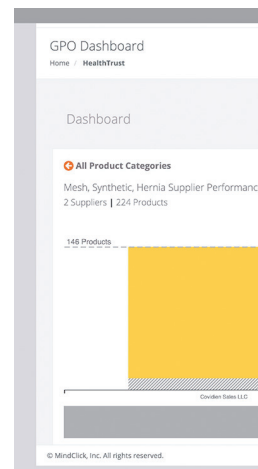 GPO Dashboard
Home / HealthTrust
Dashboard
All Product Categories
Mesh, Synthetic, Hernia Supplier Performanc
2 Suppliers | 224 Products
146 Products
Covidien Sales LLC
© MindClick, Inc. All rights reserved.